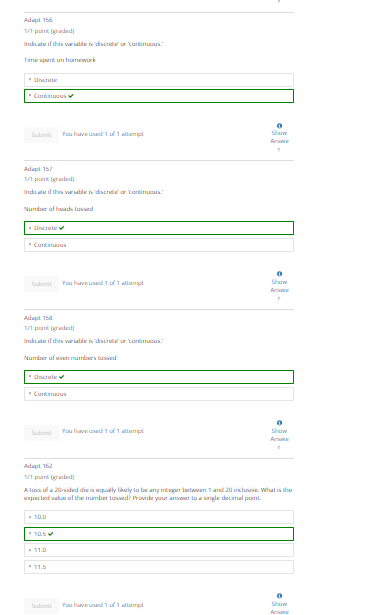 Adapt 156
1/1 point (graded)
Indicate if this variable is 'discrete' or 'continuous.'
Time spent on homework
Discrete
Continuous ✔
Submit You have used 1 of 1 attempt
Show
Answe
r
Adapt 157
1/1 point (graded)
Indicate if this variable is 'discrete' or 'continuous.'
Number of heads tossed
Discrete ✔
Continuous
Submit You have used 1 of 1 attempt
Show
Answe
r
Adapt 158
1/1 point (graded)
Indicate if this variable is 'discrete' or 'continuous.'
Number of even numbers tossed
Discrete ✔
Continuous
Submit You have used 1 of 1 attempt
Show
Answe
r
Adapt 162
1/1 point (graded)
A toss of a 20-sided die is equally likely to be any integer between 1 and 20 inclusive. What is the
expected value of the number tossed? Provide your answer to a single decimal point.
10.0
10.5 ✔
11.0
11.5
Submit You have used 1 of 1 attempt
Show
Answe